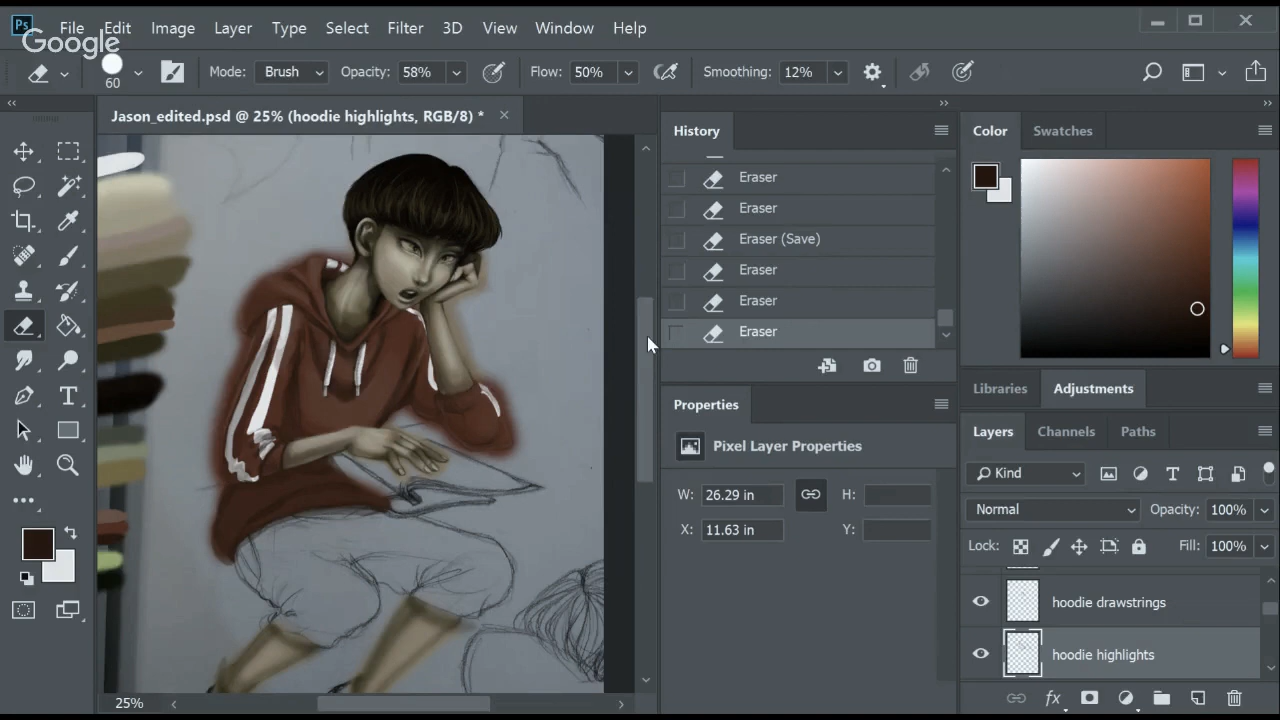 Ps File Edit Image Layer Type Select Filter 3D View Window Help
Google
60 Mode: Brush Opacity: 58% Flow: 50% Smoothing: 12%
Jason_edited.psd @ 25% (hoodie highlights, RGB/8) *
History
Eraser
Eraser
Eraser (Save)
Eraser
Eraser
Eraser
Properties
Pixel Layer Properties
W: 26.29 in H:
X: 11.63 in Y:
Color Swatches
Libraries Adjustments
Layers Channels Paths
Kind
Normal Opacity: 100%
Lock: Fill: 100%
hoodie drawstrings
hoodie highlights
fx
25%